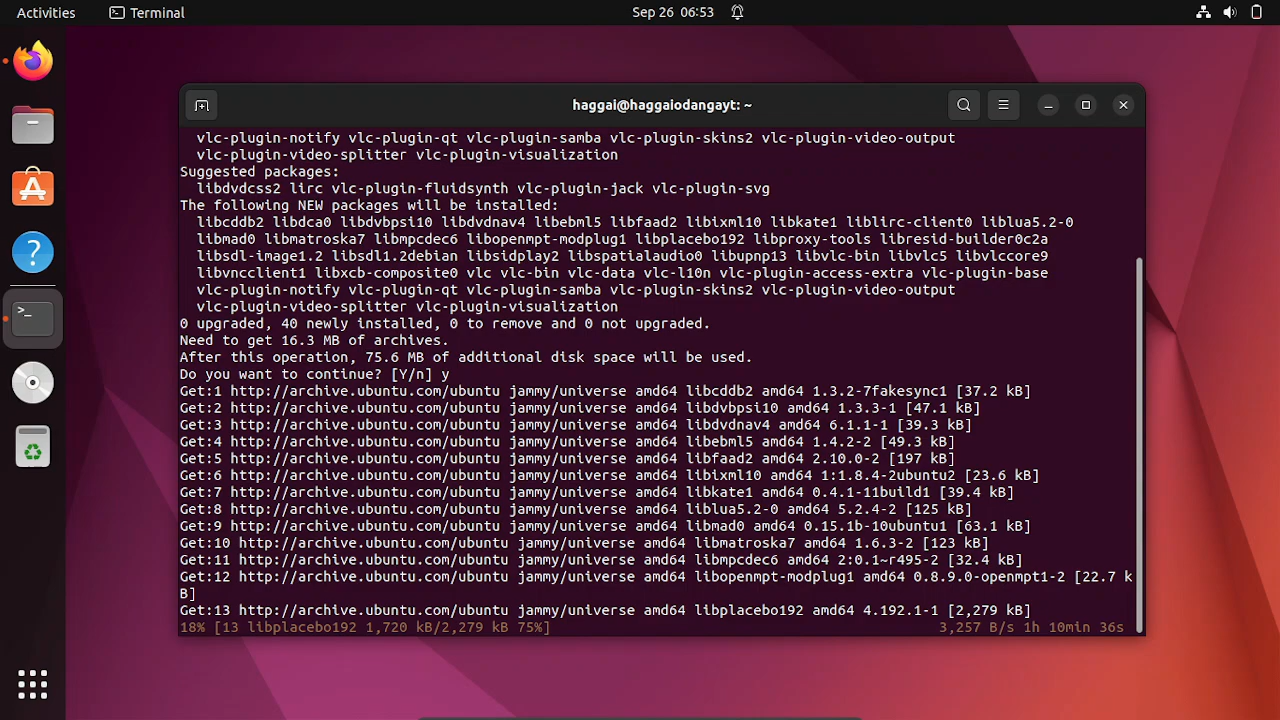 Activities Terminal Sep 26 06:53
haggai@haggaiodangayt: ~
vlc-plugin-notify vlc-plugin-qt vlc-plugin-samba vlc-plugin-skins2 vlc-plugin-video-output
vlc-plugin-video-splitter vlc-plugin-visualization
Suggested packages:
libdvdcss2 lirc vlc-plugin-fluidsynth vlc-plugin-jack vlc-plugin-svg
The following NEW packages will be installed:
libcddb2 libdca0 libdvbpsi10 libdvdnav4 libebml5 libfaad2 libixml10 libkate1 liblirc-client0 liblua5.2-0
libmad0 libmatroska7 libmpcdec6 libopenmpt-modplug1 libplacebo192 libproxy-tools libresid-builder0c2a
libsdl-image1.2 libsdl1.2debian libsidplay2 libspatialaudio0 libupnp13 libvlc-bin libvlc5 libvlccore9
libvncclient1 libxcb-composite0 vlc vlc-bin vlc-data vlc-l10n vlc-plugin-access-extra vlc-plugin-base
vlc-plugin-notify vlc-plugin-qt vlc-plugin-samba vlc-plugin-skins2 vlc-plugin-video-output
vlc-plugin-video-splitter vlc-plugin-visualization
0 upgraded, 40 newly installed, 0 to remove and 0 not upgraded.
Need to get 16.3 MB of archives.
After this operation, 75.6 MB of additional disk space will be used.
Do you want to continue? [Y/n] y
Get:1 http://archive.ubuntu.com/ubuntu jammy/universe amd64 libcddb2 amd64 1.3.2-7fakesync1 [37.2 kB]
Get:2 http://archive.ubuntu.com/ubuntu jammy/universe amd64 libdvbpsi10 amd64 1.3.3-1 [47.1 kB]
Get:3 http://archive.ubuntu.com/ubuntu jammy/universe amd64 libdvdnav4 amd64 6.1.1-1 [39.3 kB]
Get:4 http://archive.ubuntu.com/ubuntu jammy/universe amd64 libebml5 amd64 1.4.2-2 [49.3 kB]
Get:5 http://archive.ubuntu.com/ubuntu jammy/universe amd64 libfaad2 amd64 2.10.0-2 [197 kB]
Get:6 http://archive.ubuntu.com/ubuntu jammy/universe amd64 libixml10 amd64 1:1.8.4-2ubuntu2 [23.6 kB]
Get:7 http://archive.ubuntu.com/ubuntu jammy/universe amd64 libkate1 amd64 0.4.1-11build1 [39.4 kB]
Get:8 http://archive.ubuntu.com/ubuntu jammy/universe amd64 liblua5.2-0 amd64 5.2.4-2 [125 kB]
Get:9 http://archive.ubuntu.com/ubuntu jammy/universe amd64 libmad0 amd64 0.15.1b-10ubuntu1 [63.1 kB]
Get:10 http://archive.ubuntu.com/ubuntu jammy/universe amd64 libmatroska7 amd64 1.6.3-2 [123 kB]
Get:11 http://archive.ubuntu.com/ubuntu jammy/universe amd64 libmpcdec6 amd64 2:0.1~r495-2 [32.4 kB]
Get:12 http://archive.ubuntu.com/ubuntu jammy/universe amd64 libopenmpt-modplug1 amd64 0.8.9.0-openmpt1-2 [22.7 k
B]
Get:13 http://archive.ubuntu.com/ubuntu jammy/universe amd64 libplacebo192 amd64 4.192.1-1 [2,279 kB]
18% [13 libplacebo192 1,720 kB/2,279 kB 75%] 3,257 B/s 1h 10min 36s